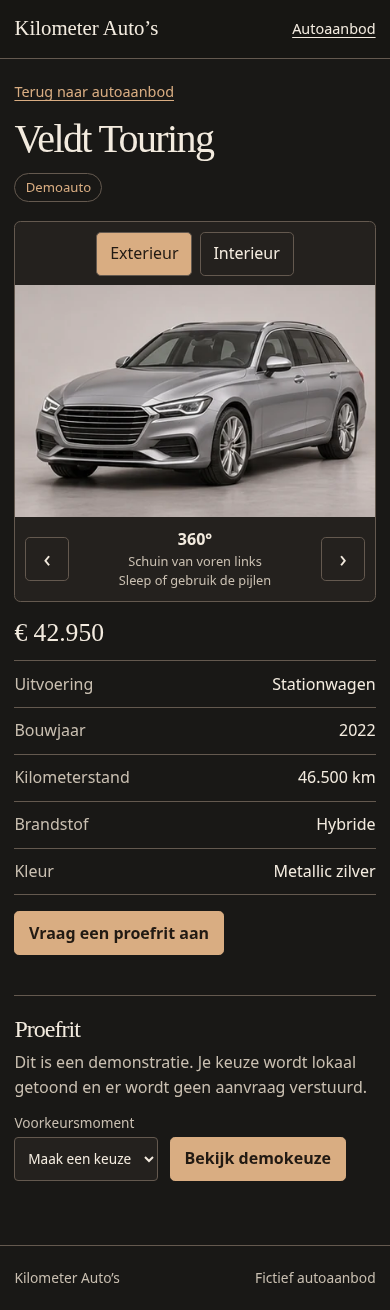 Kilometer Auto’s
Autoaanbod
Terug naar autoaanbod
Veldt Touring
Demoauto
Exterieur
Interieur
360°
Schuin van voren links
Sleep of gebruik de pijlen
‹
›
€ 42.950
Uitvoering Stationwagen
Bouwjaar 2022
Kilometerstand 46.500 km
Brandstof Hybride
Kleur Metallic zilver
Vraag een proefrit aan
Proefrit
Dit is een demonstratie. Je keuze wordt lokaal
getoond en er wordt geen aanvraag verstuurd.
Voorkeursmoment
Maak een keuze
Bekijk demokeuze
Kilometer Auto’s
Fictief autoaanbod